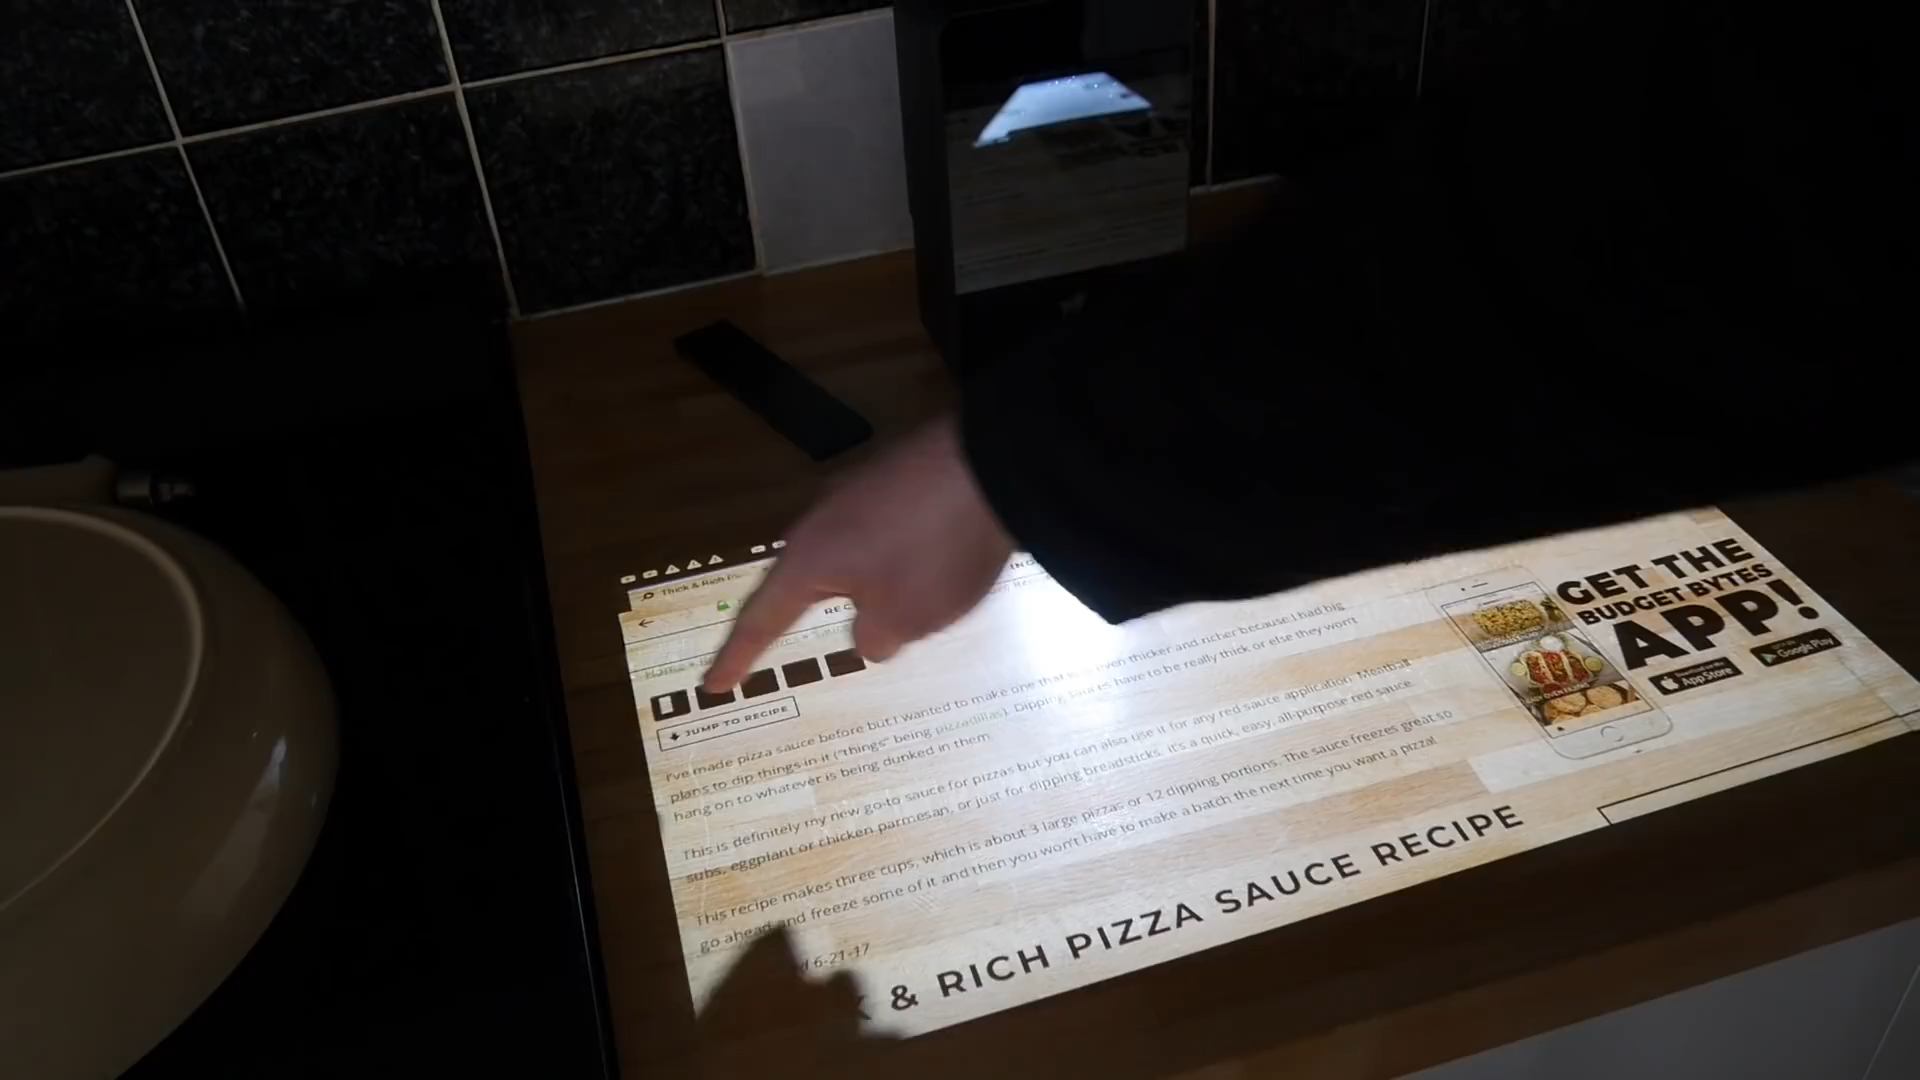 Thick & Rich
REC
JUMP TO RECIPE
I've made pizza sauce before but I wanted to make one that even thicker and richer because I had big
plans to dip things in it ("things" being pizzadillas). Dipping have to be really thick or else they won't
hang on to whatever is being dunked in them.
This is definitely my new go-to sauce for pizzas but you can also use it for any red sauce application. Meatball
subs, eggplant or chicken parmesan, or just for dipping breadsticks, it's a quick, easy, all-purpose red sauce.
This recipe makes three cups, which is about 3 large pizzas or 12 dipping portions. The sauce freezes great so
go ahead and freeze some of it and then you won't have to make a batch the next time you want a pizza!
6-21-17
& RICH PIZZA SAUCE RECIPE
GET THE
BUDGET BYTES
APP!
App Store
Google Play